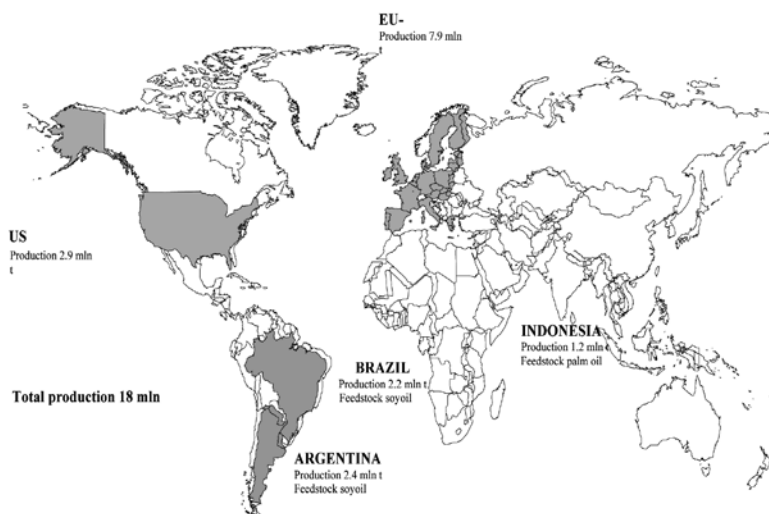 EU-
Production 7.9 mln
t
US
Production 2.9 mln
t
INDONESIA
Production 1.2 mln t
Feedstock palm oil
BRAZIL
Production 2.2 mln t
Feedstock soyoil
Total production 18 mln
ARGENTINA
Production 2.4 mln t
Feedstock soyoil